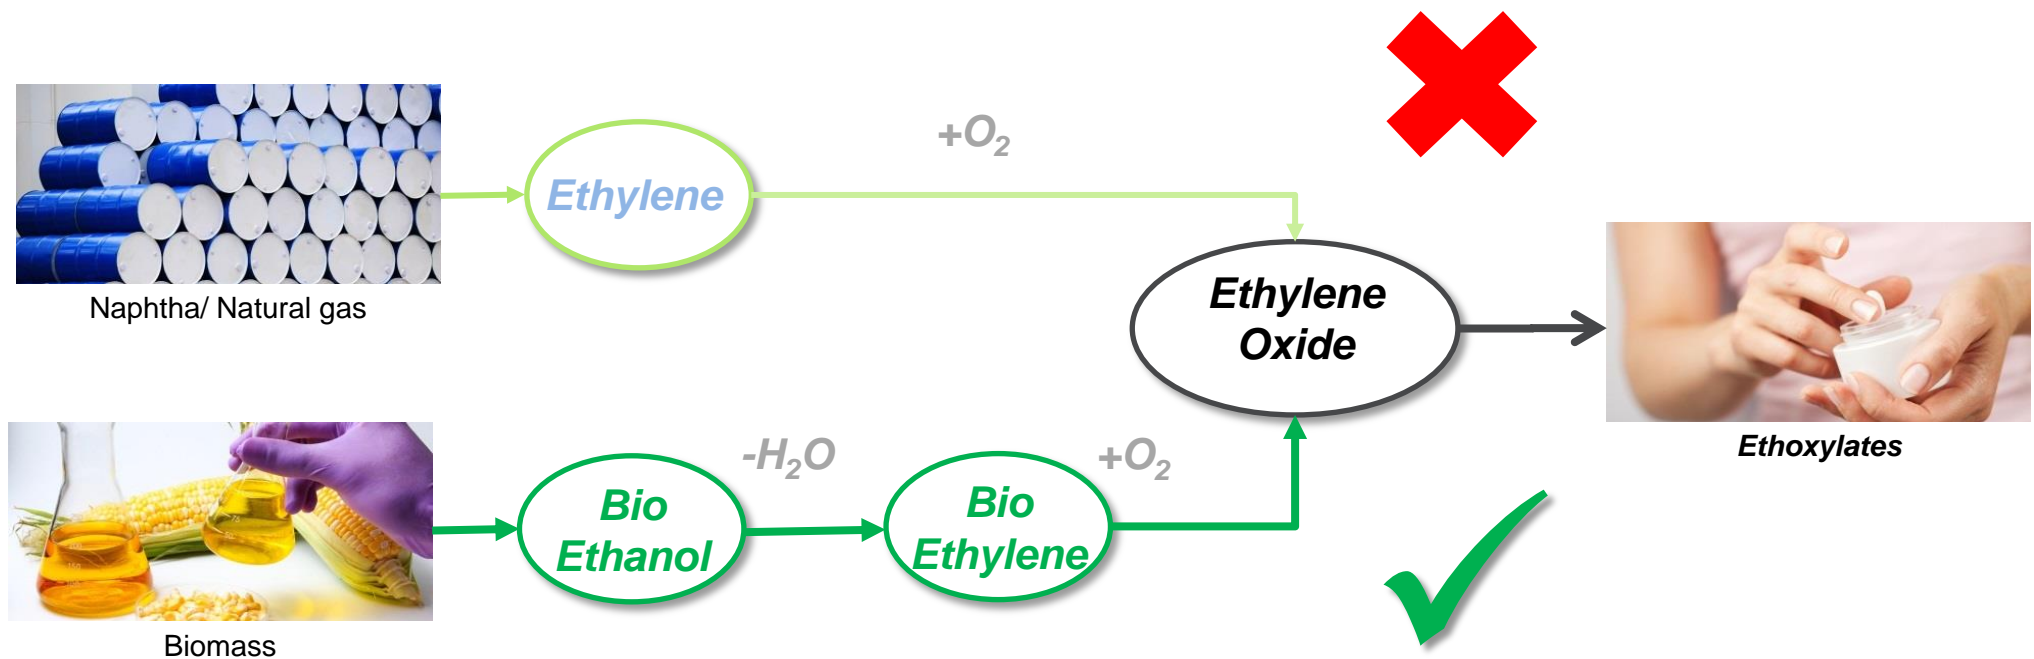 +O₂
Ethylene
Naphtha/ Natural gas
Ethylene
Oxide
Ethoxylates
-H₂O
+O₂
Bio
Ethanol
Bio
Ethylene
Biomass